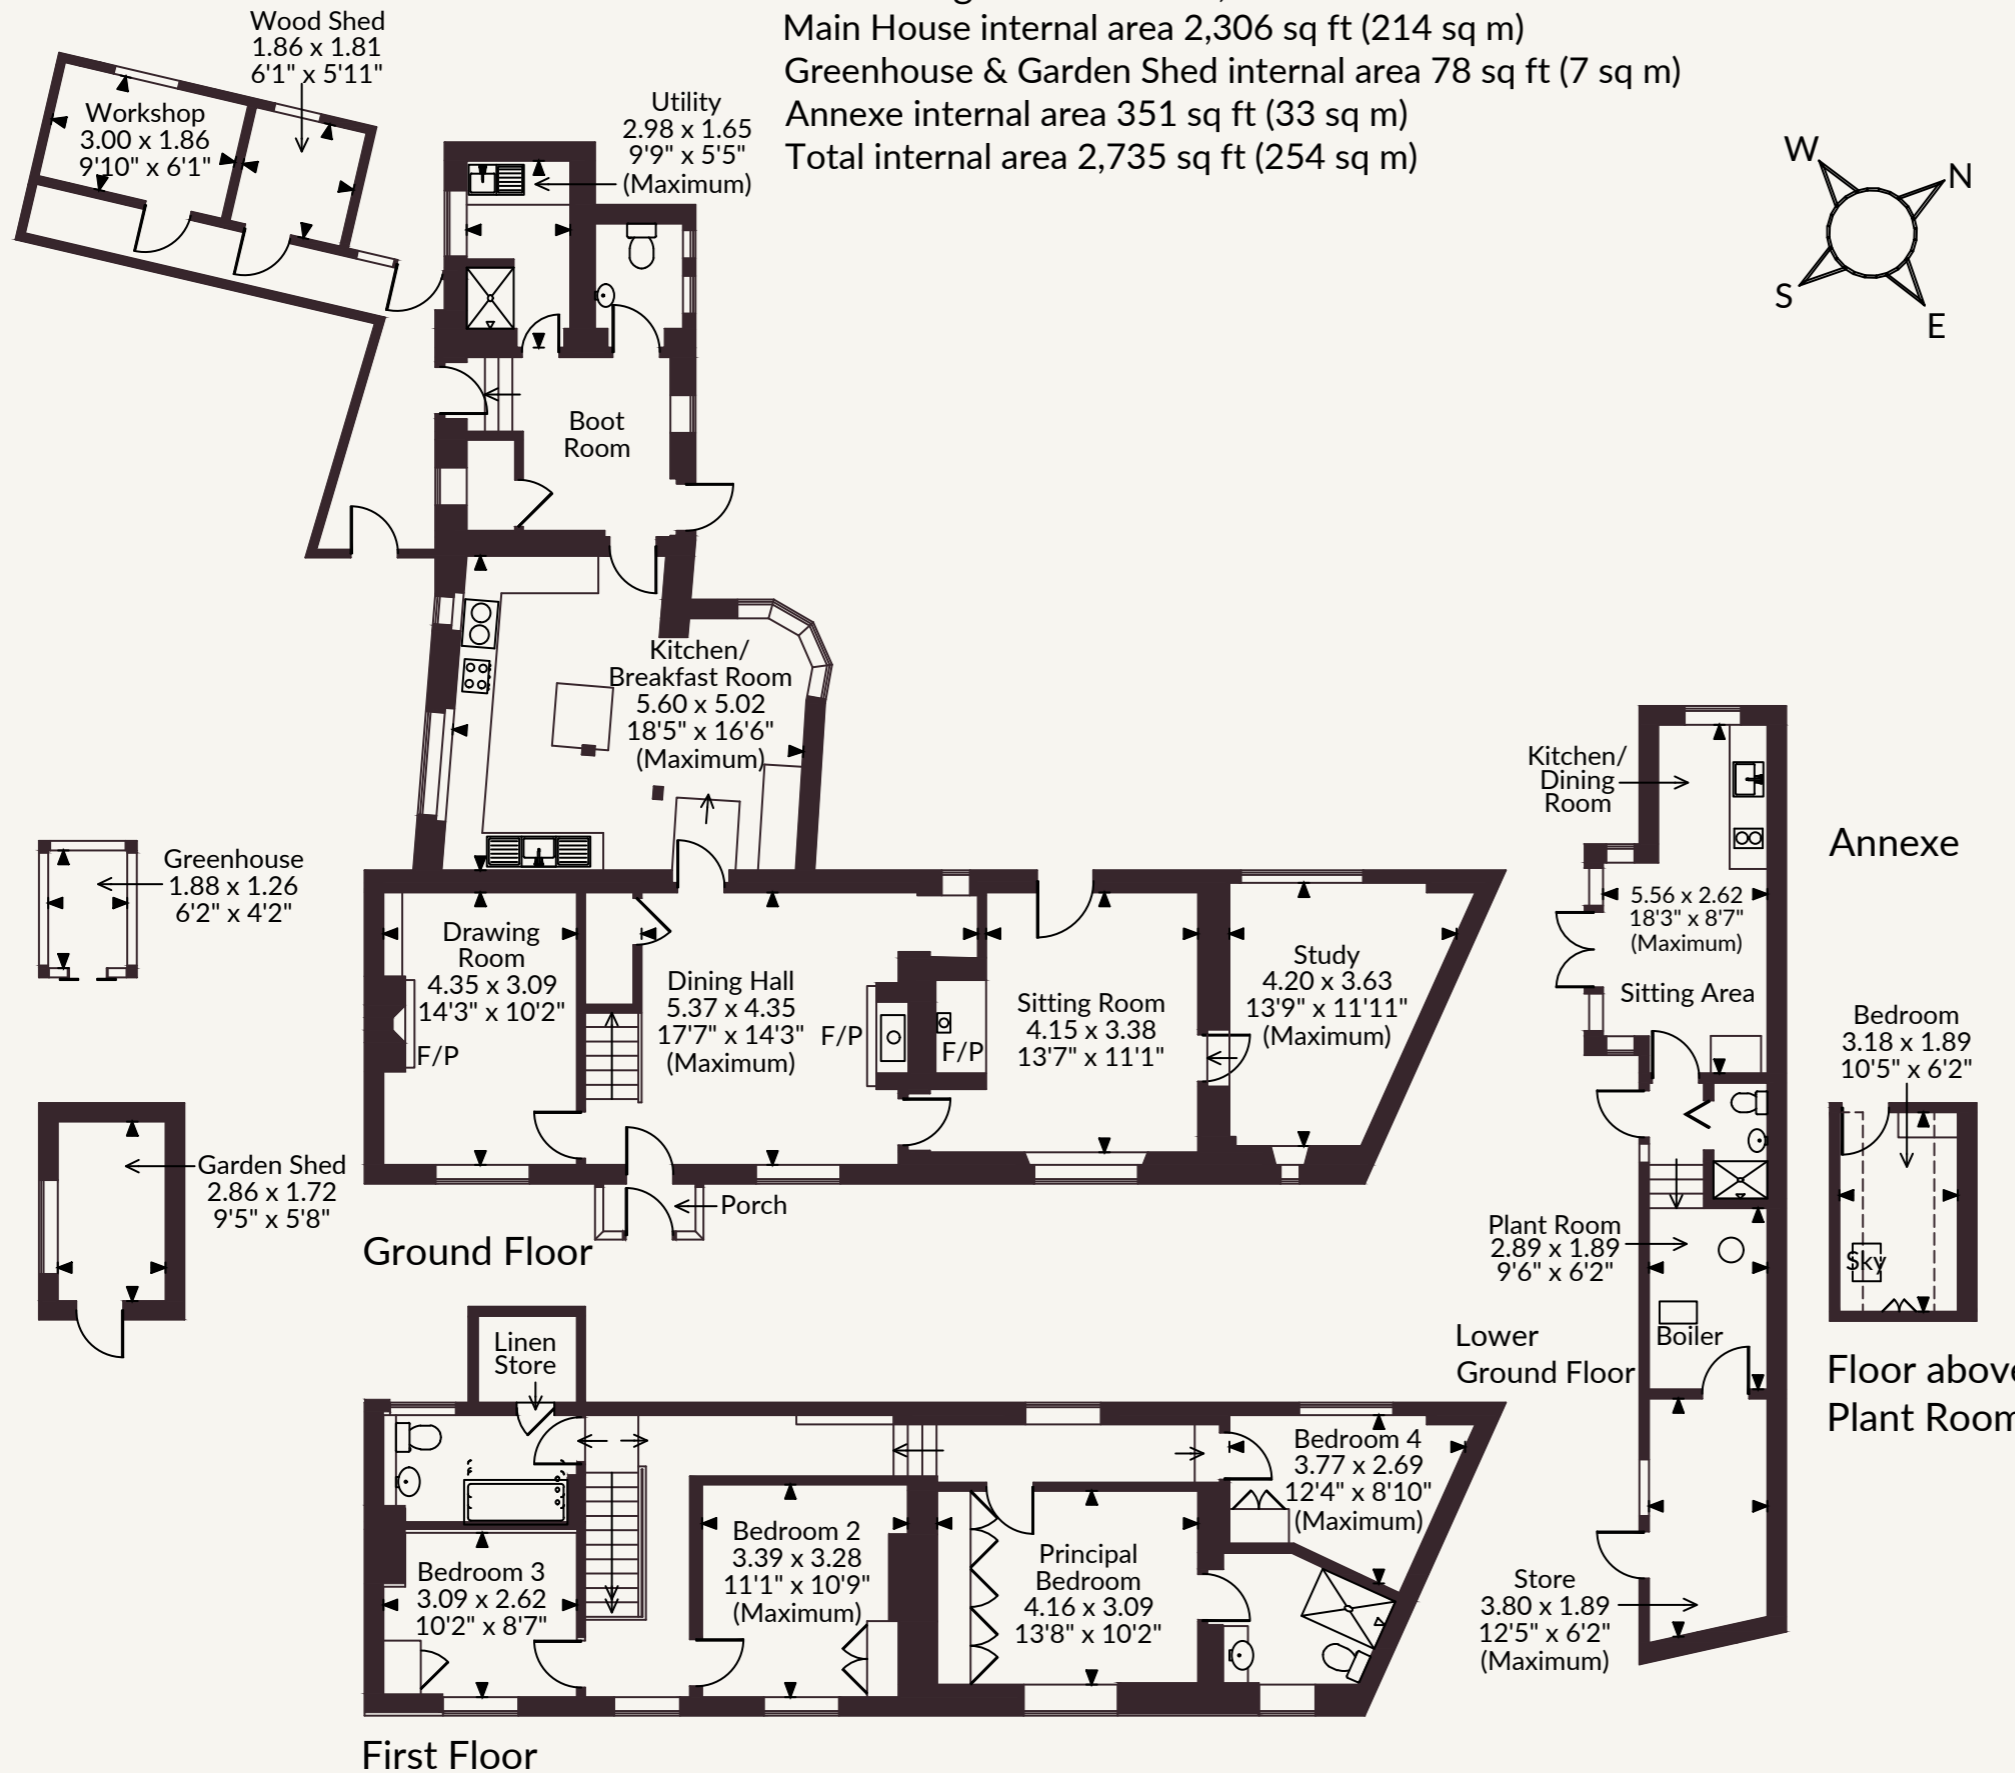 Main House internal area 2,306 sq ft (214 sq m)
Greenhouse & Garden Shed internal area 78 sq ft (7 sq m)
Annexe internal area 351 sq ft (33 sq m)
Total internal area 2,735 sq ft (254 sq m)
W
N
S
E
Wood Shed
1.86 x 1.81
6'1" x 5'11"
Workshop
3.00 x 1.86
9'10" x 6'1"
Utility
2.98 x 1.65
9'9" x 5'5"
(Maximum)
Boot
Room
Kitchen/
Breakfast Room
5.60 x 5.02
18'5" x 16'6"
(Maximum)
Greenhouse
1.88 x 1.26
6'2" x 4'2"
Garden Shed
2.86 x 1.72
9'5" x 5'8"
Drawing
Room
4.35 x 3.09
14'3" x 10'2"
F/P
Dining Hall
5.37 x 4.35
17'7" x 14'3"
(Maximum)
F/P
F/P
Sitting Room
4.15 x 3.38
13'7" x 11'1"
Study
4.20 x 3.63
13'9" x 11'11"
(Maximum)
Porch
Ground Floor
Kitchen/
Dining
Room
Annexe
5.56 x 2.62
18'3" x 8'7"
(Maximum)
Sitting Area
Bedroom
3.18 x 1.89
10'5" x 6'2"
Sky
Floor above
Plant Room
Plant Room
2.89 x 1.89
9'6" x 6'2"
Boiler
Lower
Ground Floor
Store
3.80 x 1.89
12'5" x 6'2"
(Maximum)
Linen
Store
Bedroom 3
3.09 x 2.62
10'2" x 8'7"
Bedroom 2
3.39 x 3.28
11'1" x 10'9"
(Maximum)
Principal
Bedroom
4.16 x 3.09
13'8" x 10'2"
Bedroom 4
3.77 x 2.69
12'4" x 8'10"
(Maximum)
First Floor